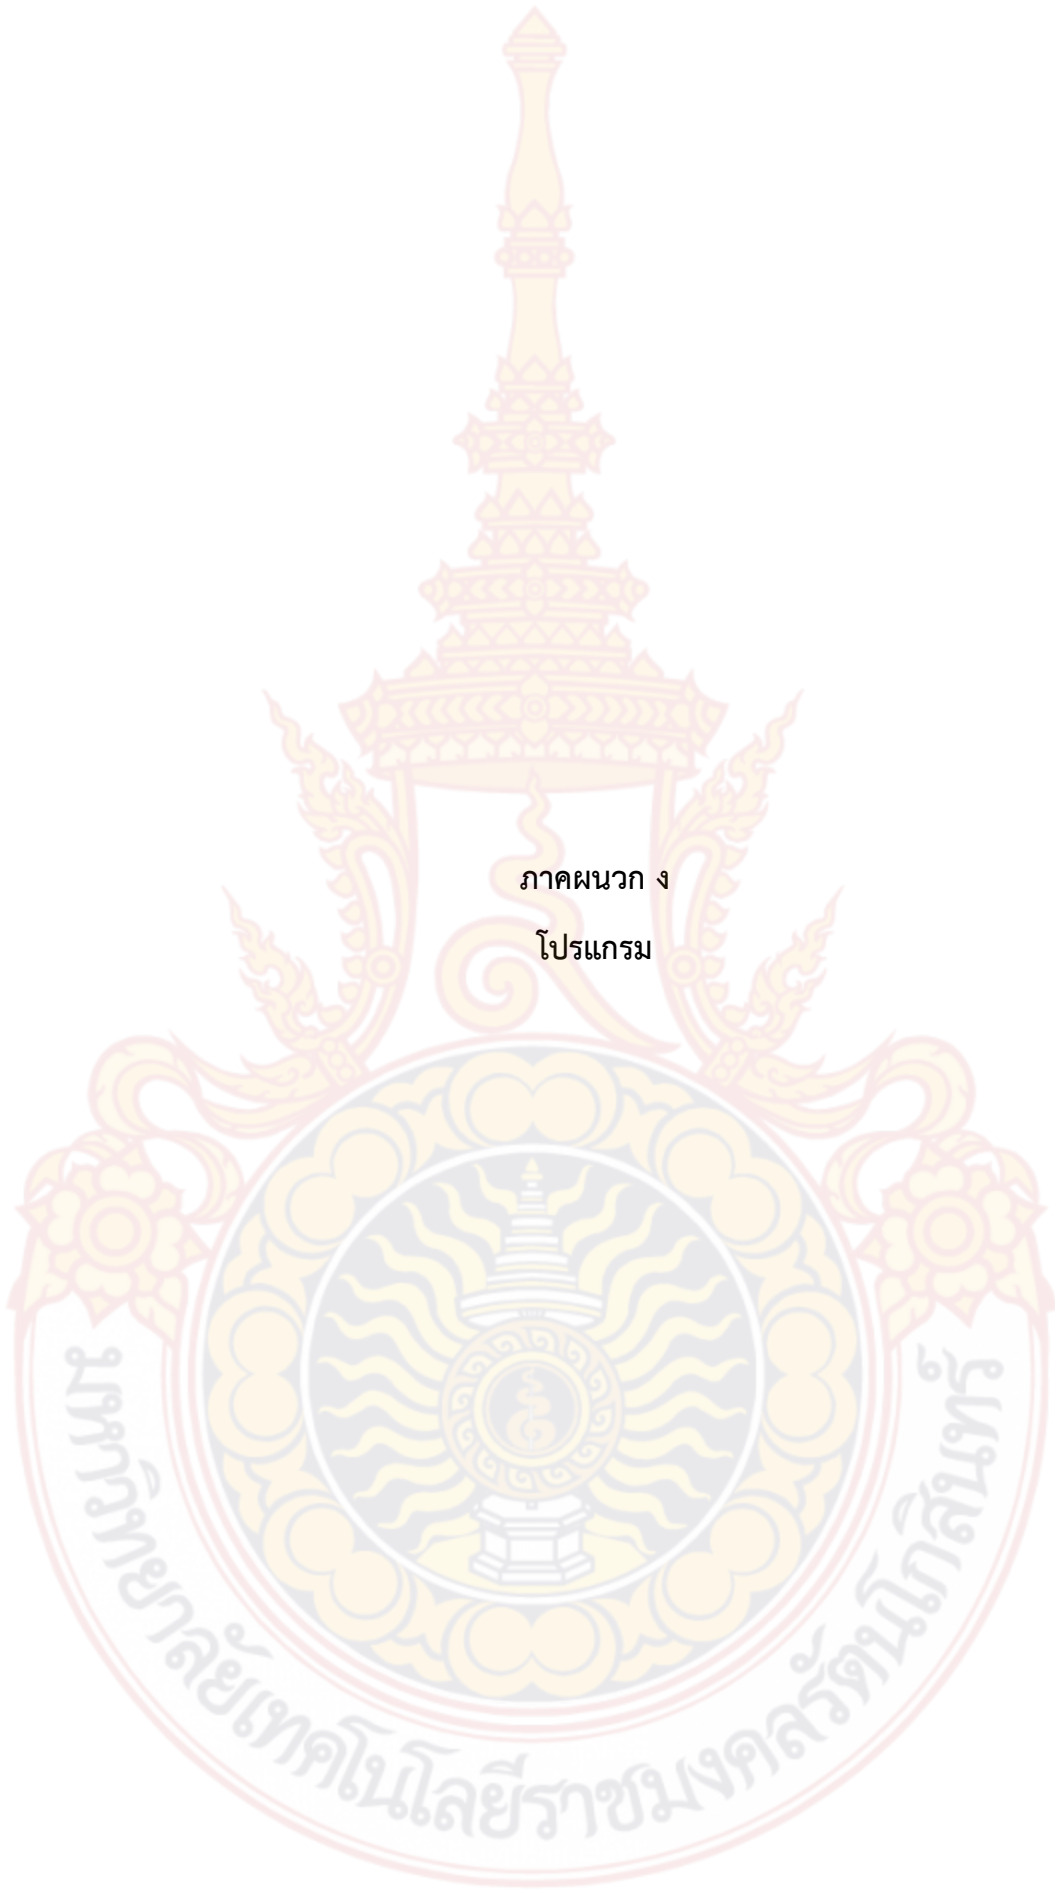 ภาคผนวก ง
โปรแกรม
มหาวิทยาลัยเทคโนโลยีราชมงคลรัตนโกสินทร์